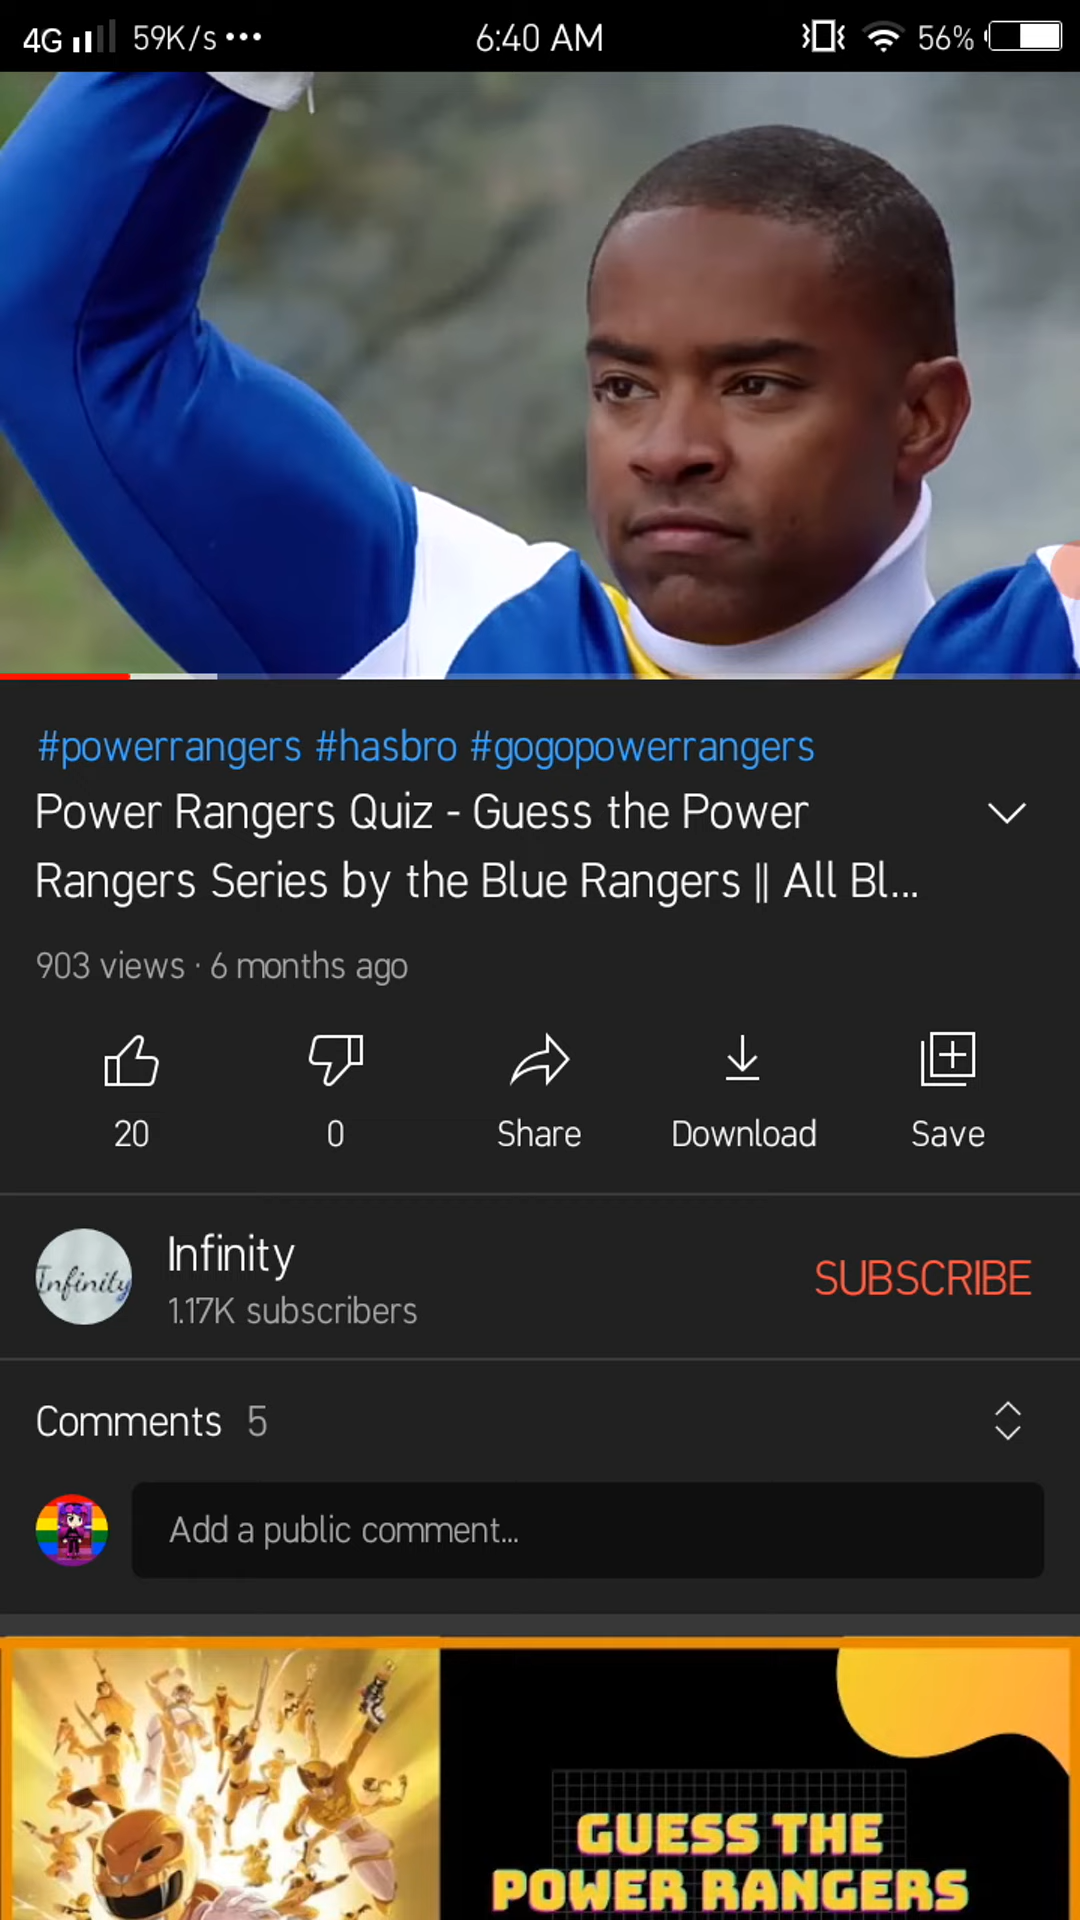 4G 59K/s ••• 6:40 AM 56%
#powerrangers #hasbro #gogopowerrangers
Power Rangers Quiz - Guess the Power
Rangers Series by the Blue Rangers || All Bl...
903 views · 6 months ago
20 0 Share Download Save
Infinity
Infinity
1.17K subscribers
SUBSCRIBE
Comments 5
Add a public comment...
GUESS THE
POWER RANGERS